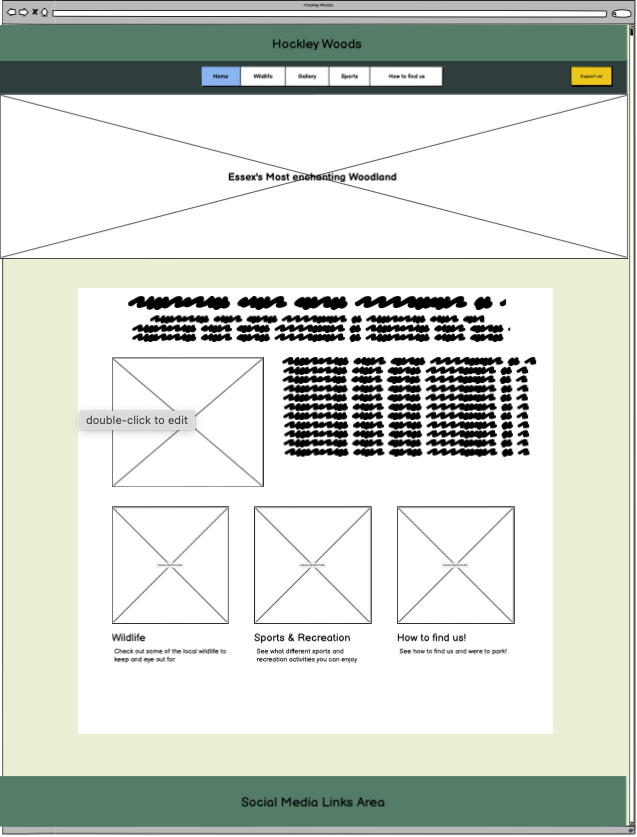 Hockley Woods
Hockley Woods
Home Wildlife Gallery Sports How to find us Support us!
Essex's Most enchanting Woodland
double-click to edit
Wildlife Sports & Recreation How to find us!
Check out some of the local wildlife to See what different sports and See how to find us and were to park!
keep and eye out for. recreation activities you can enjoy
Social Media Links Area